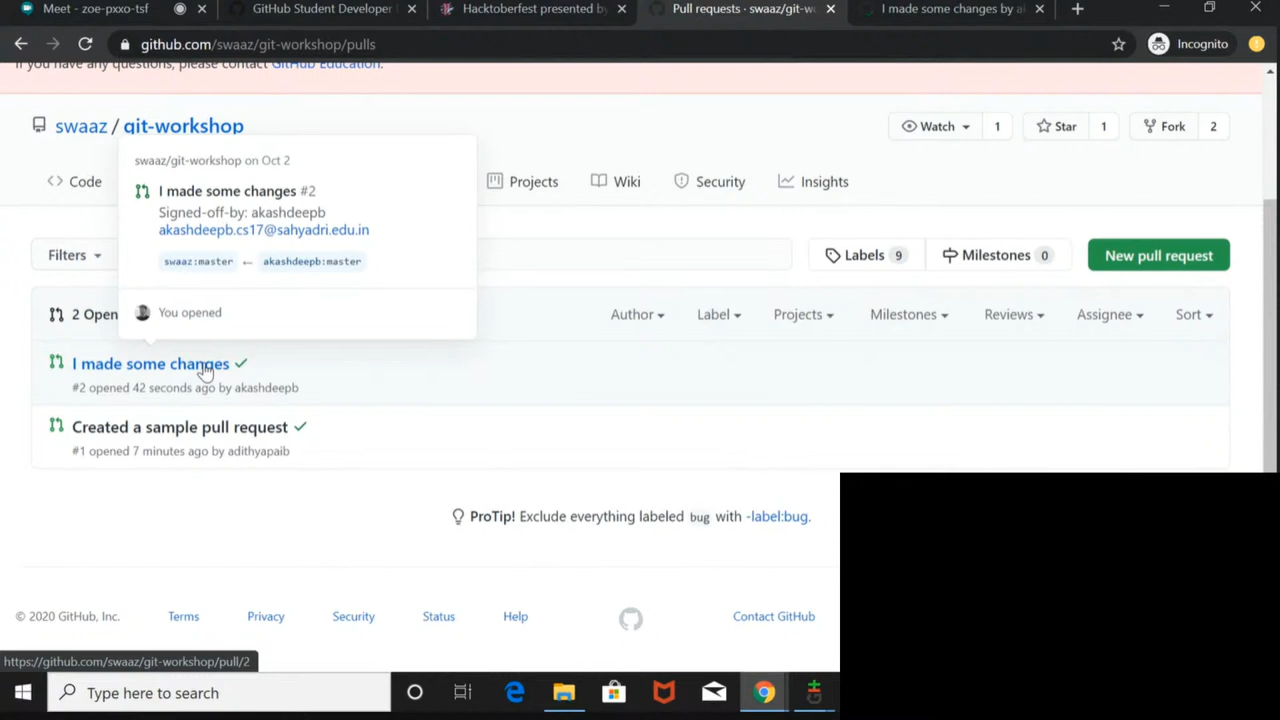 Meet - zoe-pxxo-tsf
GitHub Student Developer
Hacktoberfest presented by
Pull requests · swaaz/git-wo
I made some changes by a
github.com/swaaz/git-workshop/pulls
Incognito
If you have any questions, please contact GitHub Education.
swaaz / git-workshop
Watch 1
Star 1
Fork 2
Code
Projects
Wiki
Security
Insights
swaaz/git-workshop on Oct 2
I made some changes #2
Signed-off-by: akashdeepb
akashdeepb.cs17@sahyadri.edu.in
swaaz:master ← akashdeepb:master
You opened
Filters
Labels 9
Milestones 0
New pull request
2 Open
Author
Label
Projects
Milestones
Reviews
Assignee
Sort
I made some changes
#2 opened 42 seconds ago by akashdeepb
Created a sample pull request
#1 opened 7 minutes ago by adithyapaib
ProTip! Exclude everything labeled bug with -label:bug.
© 2020 GitHub, Inc.
Terms
Privacy
Security
Status
Help
Contact GitHub
https://github.com/swaaz/git-workshop/pull/2
Type here to search